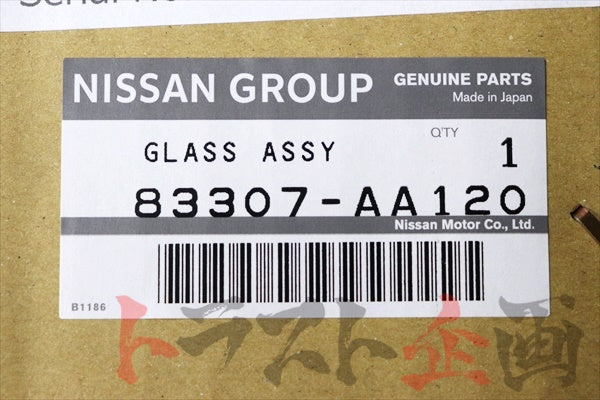 NISSAN GROUP
GENUINE PARTS
Made in Japan
GLASS ASSY
Q'TY
1
83307-AA120
Nissan Motor Co., Ltd.
B1186
トラスト企画